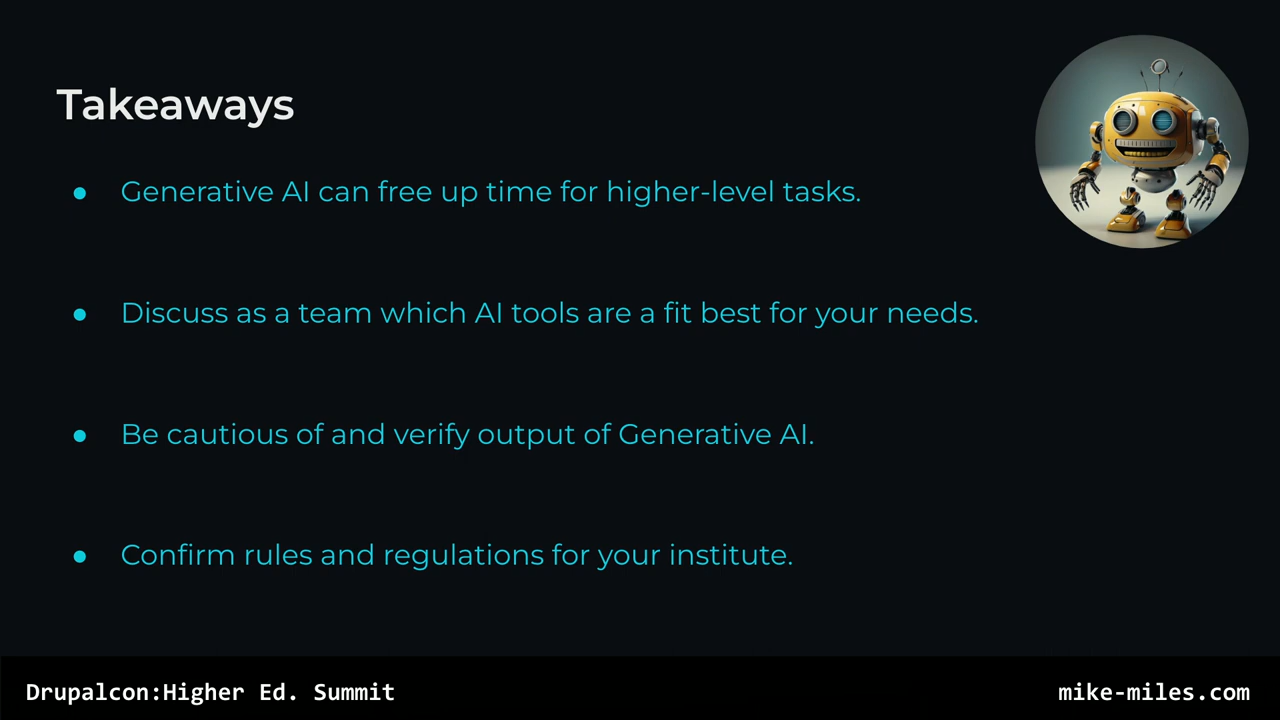 Takeaways
● Generative AI can free up time for higher-level tasks.
● Discuss as a team which AI tools are a fit best for your needs.
● Be cautious of and verify output of Generative AI.
● Confirm rules and regulations for your institute.
Drupalcon:Higher Ed. Summit
mike-miles.com